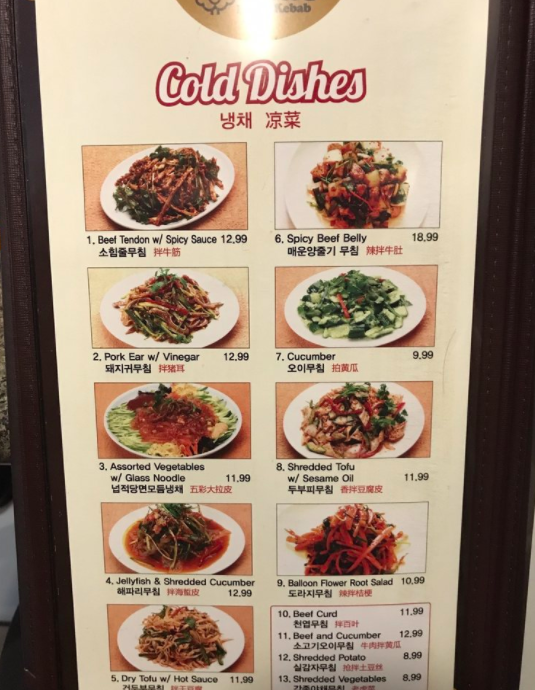 Kebab
Cold Dishes
냉채 凉菜
1. Beef Tendon w/ Spicy Sauce 12,99
소힘줄무침 拌牛筋
2. Pork Ear w/ Vinegar 12,99
돼지귀무침 拌猪耳
3. Assorted Vegetables
w/ Glass Noodle 11,99
넓적당면모듬냉채 五彩大拉皮
4. Jellyfish & Shredded Cucumber
해파리무침 拌海蜇皮 12.99
5. Dry Tofu w/ Hot Sauce 11,99
건두부무침
6. Spicy Beef Belly 18,99
매운양줄기 무침 辣拌牛肚
7. Cucumber 9,99
오이무침 拍黄瓜
8. Shredded Tofu
w/ Sesame Oil 11,99
두부피무침 香拌豆腐皮
9. Balloon Flower Root Salad 10,99
도라지무침 辣拌桔梗
10. Beef Curd 11,99
천엽무침 拌百叶
11. Beef and Cucumber 12,99
소고기오이무침 牛肉拌黄瓜
12. Shredded Potato 8,99
실감자무침 炝拌土豆丝
13. Shredded Vegetables 8,99